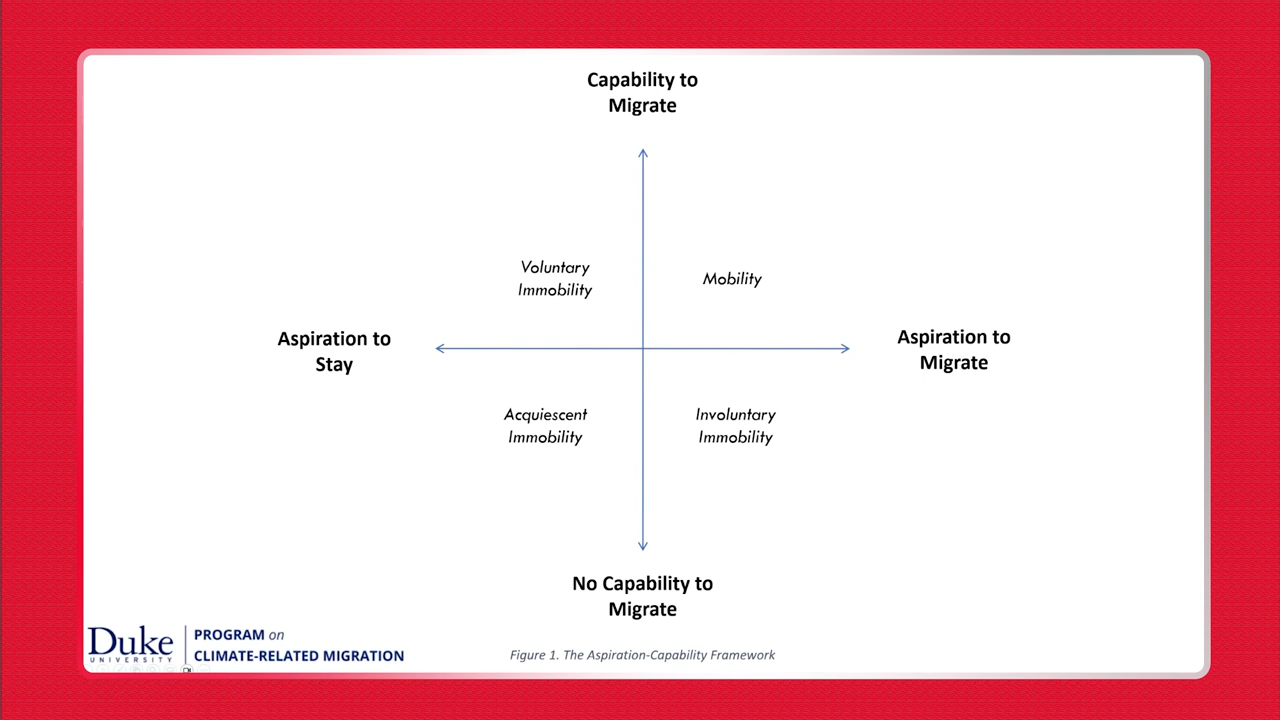 Capability to
Migrate
Voluntary
Immobility
Mobility
Aspiration to
Stay
Aspiration to
Migrate
Acquiescent
Immobility
Involuntary
Immobility
No Capability to
Migrate
Duke
UNIVERSITY
PROGRAM on
CLIMATE-RELATED MIGRATION
Figure 1. The Aspiration-Capability Framework